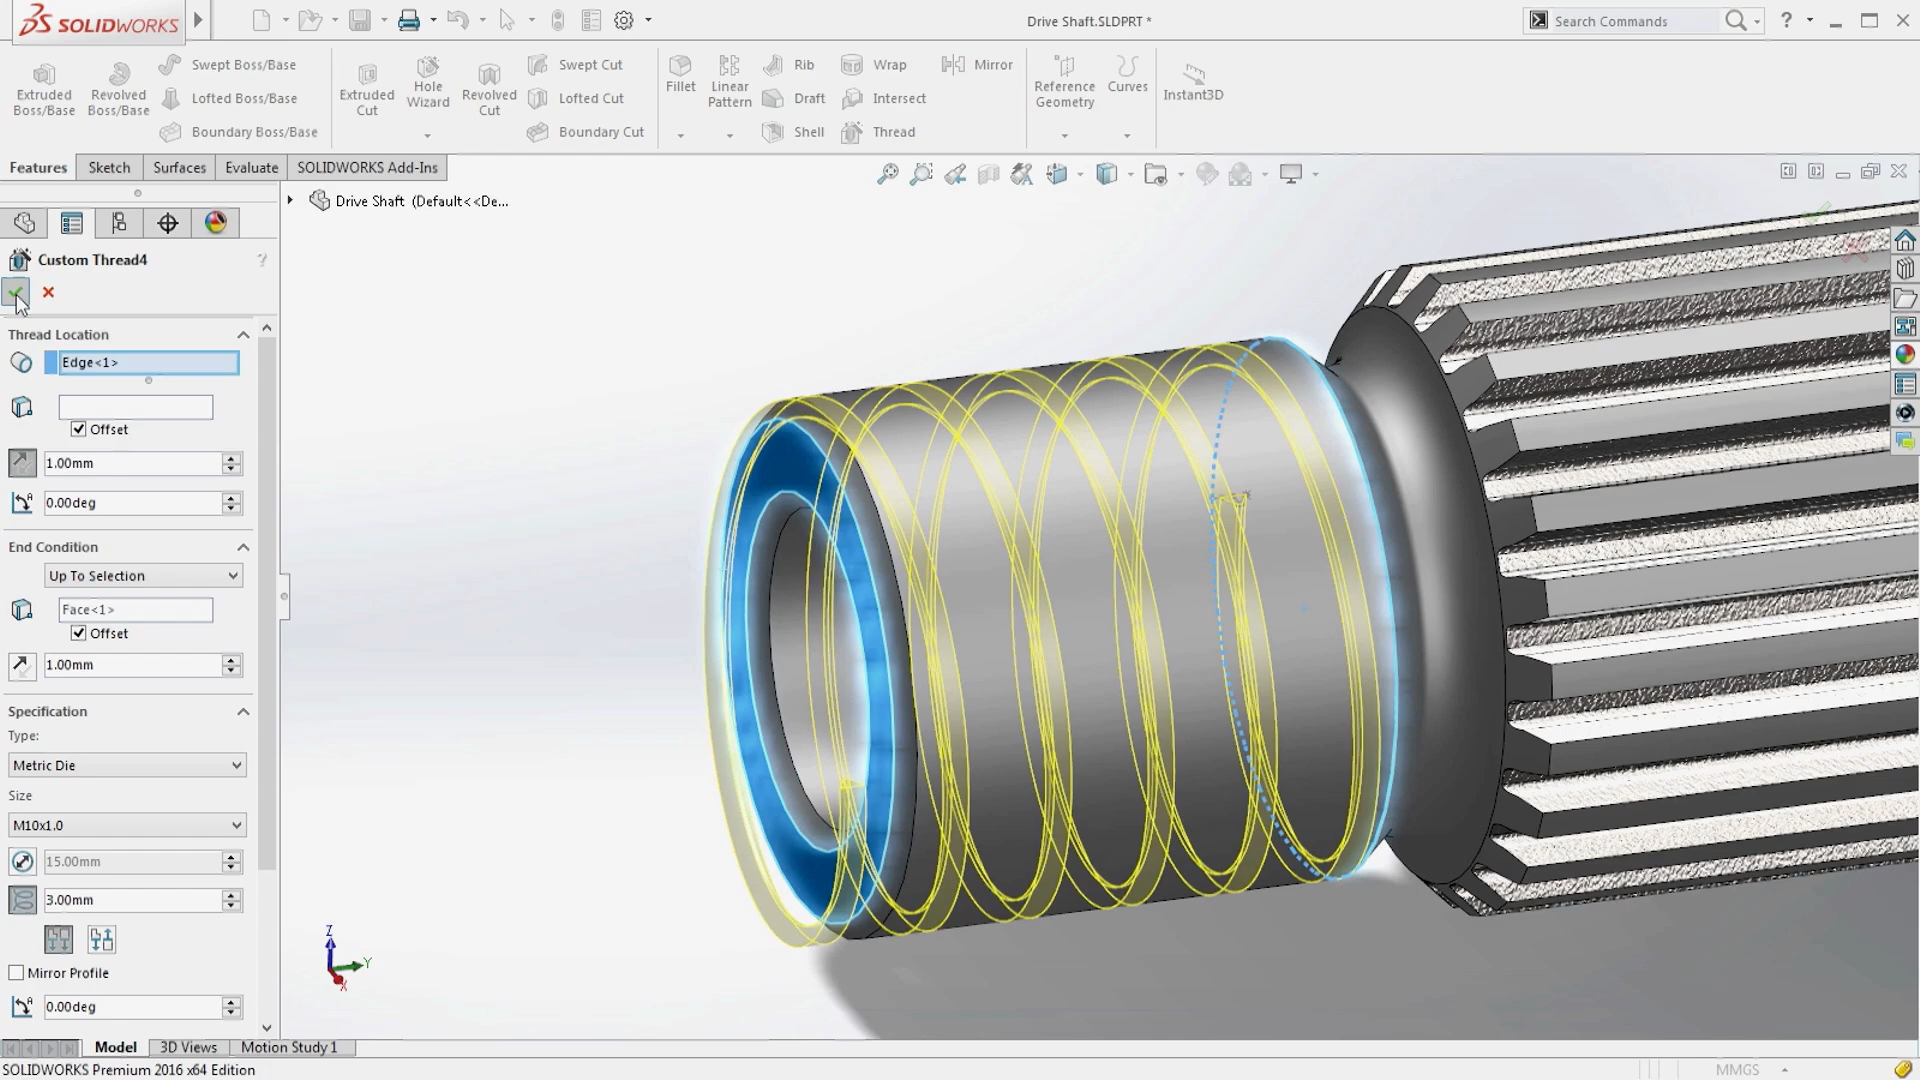 SOLIDWORKS
Drive Shaft.SLDPRT *
Search Commands
?
Extruded Boss/Base
Revolved Boss/Base
Swept Boss/Base
Lofted Boss/Base
Boundary Boss/Base
Extruded Cut
Hole Wizard
Revolved Cut
Swept Cut
Lofted Cut
Boundary Cut
Fillet
Linear Pattern
Rib
Draft
Shell
Wrap
Intersect
Thread
Mirror
Reference Geometry
Curves
Instant3D
Features
Sketch
Surfaces
Evaluate
SOLIDWORKS Add-Ins
Drive Shaft (Default<<De...
Custom Thread4
?
Thread Location
Edge<1>
Offset
1.00mm
0.00deg
End Condition
Up To Selection
Face<1>
Offset
1.00mm
Specification
Type:
Metric Die
Size
M10x1.0
15.00mm
3.00mm
Mirror Profile
0.00deg
Z
Y
X
Model
3D Views
Motion Study 1
SOLIDWORKS Premium 2016 x64 Edition
MMGS